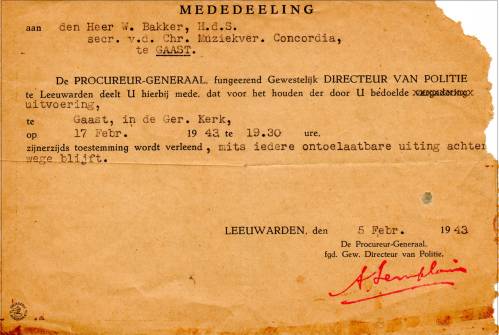 MEDEDEELING
aan den Heer W. Bakker, H.d.S.
secr. v.d. Chr. Muziekver. Concordia,
te GAAST.
De PROCUREUR-GENERAAL, fungeerend Gewestelijk DIRECTEUR VAN POLITIE
te Leeuwarden deelt U hierbij mede, dat voor het houden der door U bedoelde vergadering
uitvoering,
te Gaast, in de Ger. Kerk,
op 17 Febr. 1943 te 19.30 ure,
zijnerzijds toestemming wordt verleend, mits iedere ontoelaatbare uiting achter-
wege blijft.
LEEUWARDEN, den 5 Febr. 1943
De Procureur-Generaal,
fgd. Gew. Directeur van Politie.